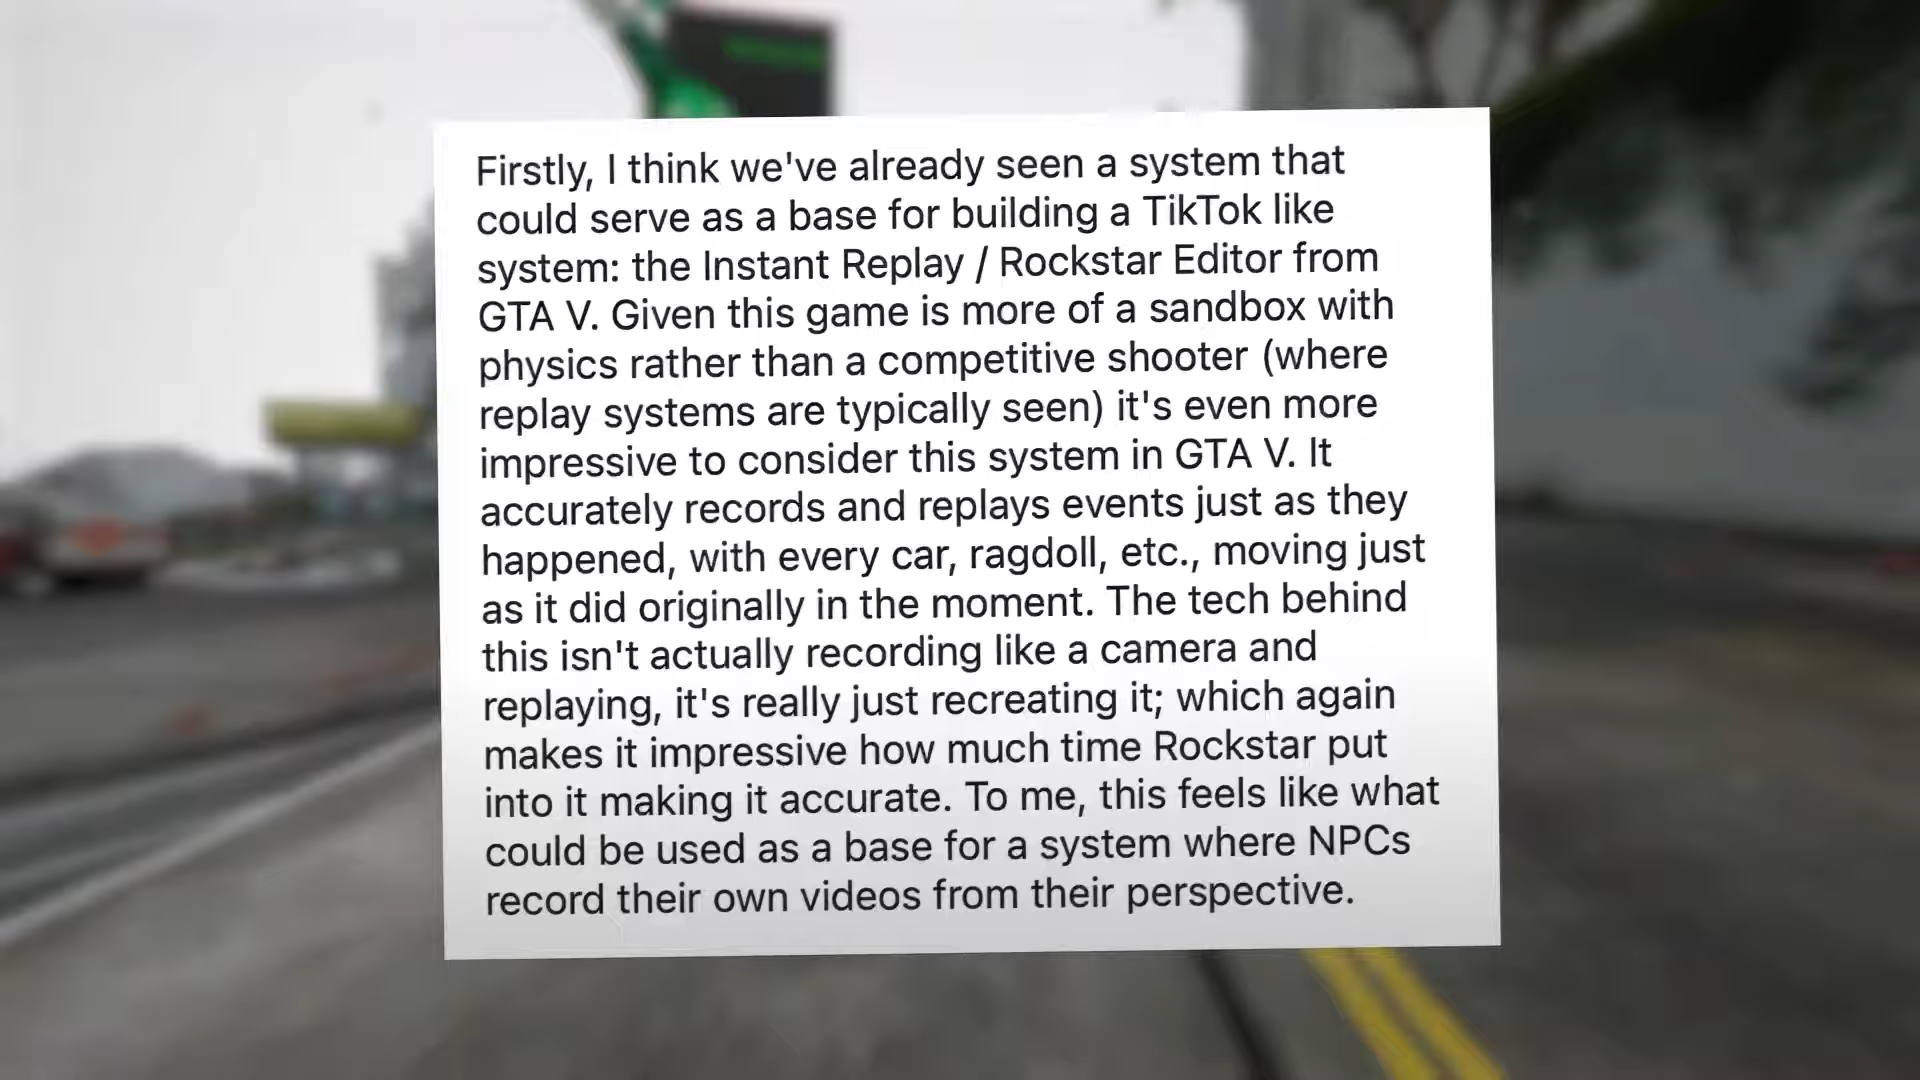 Firstly, I think we've already seen a system that
could serve as a base for building a TikTok like
system: the Instant Replay / Rockstar Editor from
GTA V. Given this game is more of a sandbox with
physics rather than a competitive shooter (where
replay systems are typically seen) it's even more
impressive to consider this system in GTA V. It
accurately records and replays events just as they
happened, with every car, ragdoll, etc., moving just
as it did originally in the moment. The tech behind
this isn't actually recording like a camera and
replaying, it's really just recreating it; which again
makes it impressive how much time Rockstar put
into it making it accurate. To me, this feels like what
could be used as a base for a system where NPCs
record their own videos from their perspective.